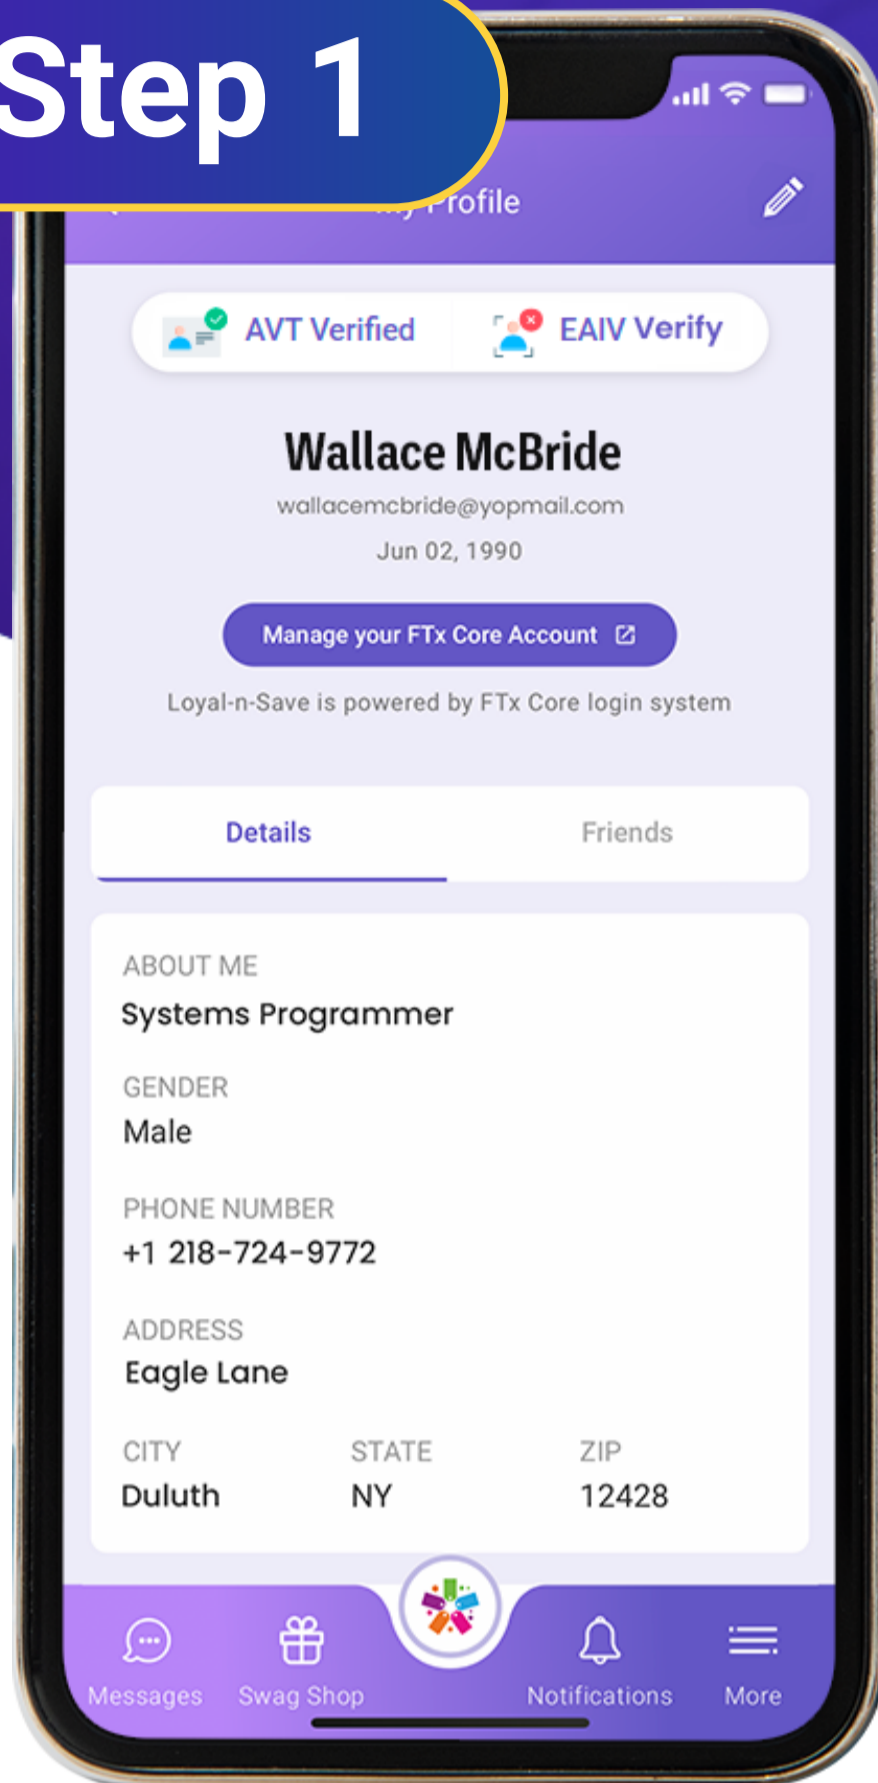 Step 1
Profile
AVT Verified
EAIV Verify
Wallace McBride
wallacemcbride@yopmail.com
Jun 02, 1990
Manage your FTx Core Account
Loyal-n-Save is powered by FTx Core login system
Details Friends
ABOUT ME
Systems Programmer
GENDER
Male
PHONE NUMBER
+1 218-724-9772
ADDRESS
Eagle Lane
CITY STATE ZIP
Duluth NY 12428
Messages Swag Shop Notifications More